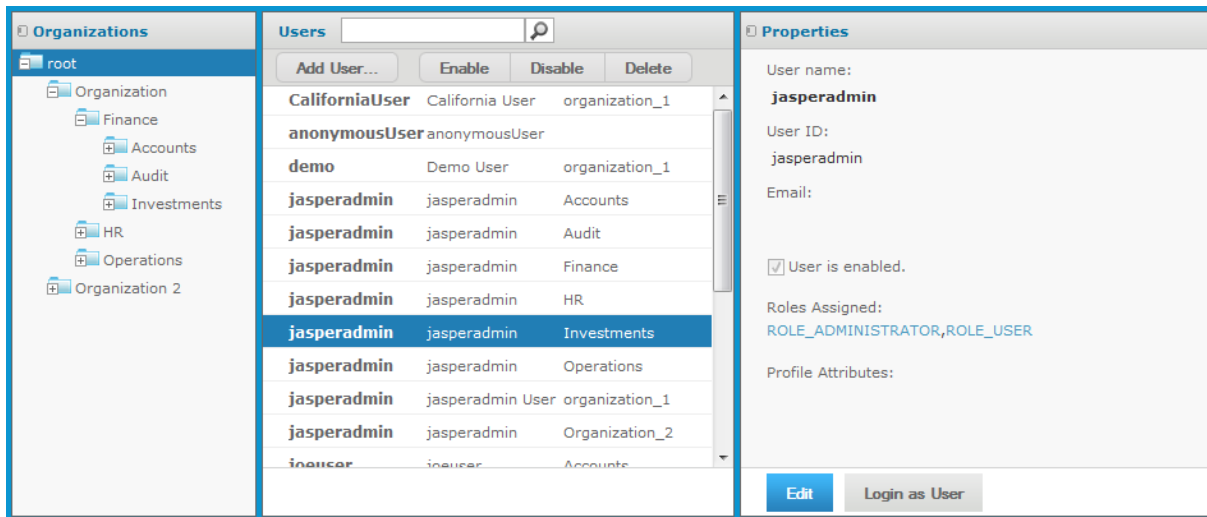 Organizations
root
Organization
Finance
Accounts
Audit
Investments
HR
Operations
Organization 2
Users
Add User... Enable Disable Delete
CaliforniaUser California User organization_1
anonymousUser anonymousUser
demo Demo User organization_1
jasperadmin jasperadmin Accounts
jasperadmin jasperadmin Audit
jasperadmin jasperadmin Finance
jasperadmin jasperadmin HR
jasperadmin jasperadmin Investments
jasperadmin jasperadmin Operations
jasperadmin jasperadmin User organization_1
jasperadmin jasperadmin Organization_2
joeuser joeuser Accounts
Properties
User name:
jasperadmin
User ID:
jasperadmin
Email:
User is enabled.
Roles Assigned:
ROLE_ADMINISTRATOR,ROLE_USER
Profile Attributes:
Edit Login as User